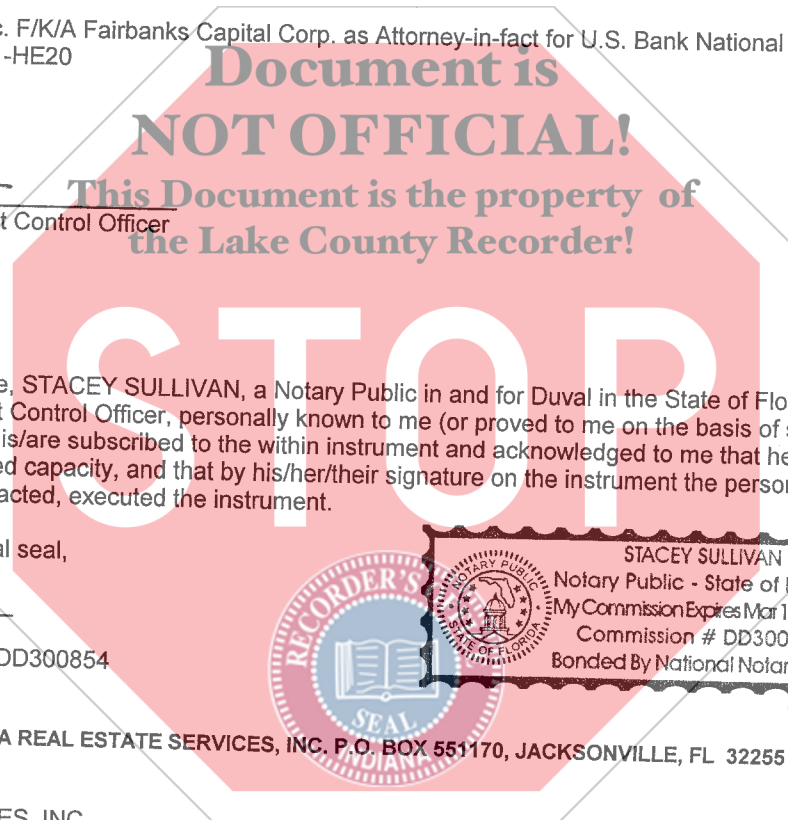 c. F/K/A Fairbanks Capital Corp. as Attorney-in-fact for U.S. Bank National
-HE20
Document is
NOT OFFICIAL!
This Document is the property of
the Lake County Recorder!
t Control Officer
STOP
e, STACEY SULLIVAN, a Notary Public in and for Duval in the State of Flo
t Control Officer, personally known to me (or proved to me on the basis of s
is/are subscribed to the within instrument and acknowledged to me that he
ed capacity, and that by his/her/their signature on the instrument the person
acted, executed the instrument.
al seal,
STACEY SULLIVAN
Notary Public - State of
My Commission Expires Mar 1
Commission # DD300
Bonded By National Notar
NOTARY PUBLIC
STATE OF FLORIDA
RECORDER'S
SEAL
INDIANA
DD300854
A REAL ESTATE SERVICES, INC. P.O. BOX 551170, JACKSONVILLE, FL 32255
ES, INC